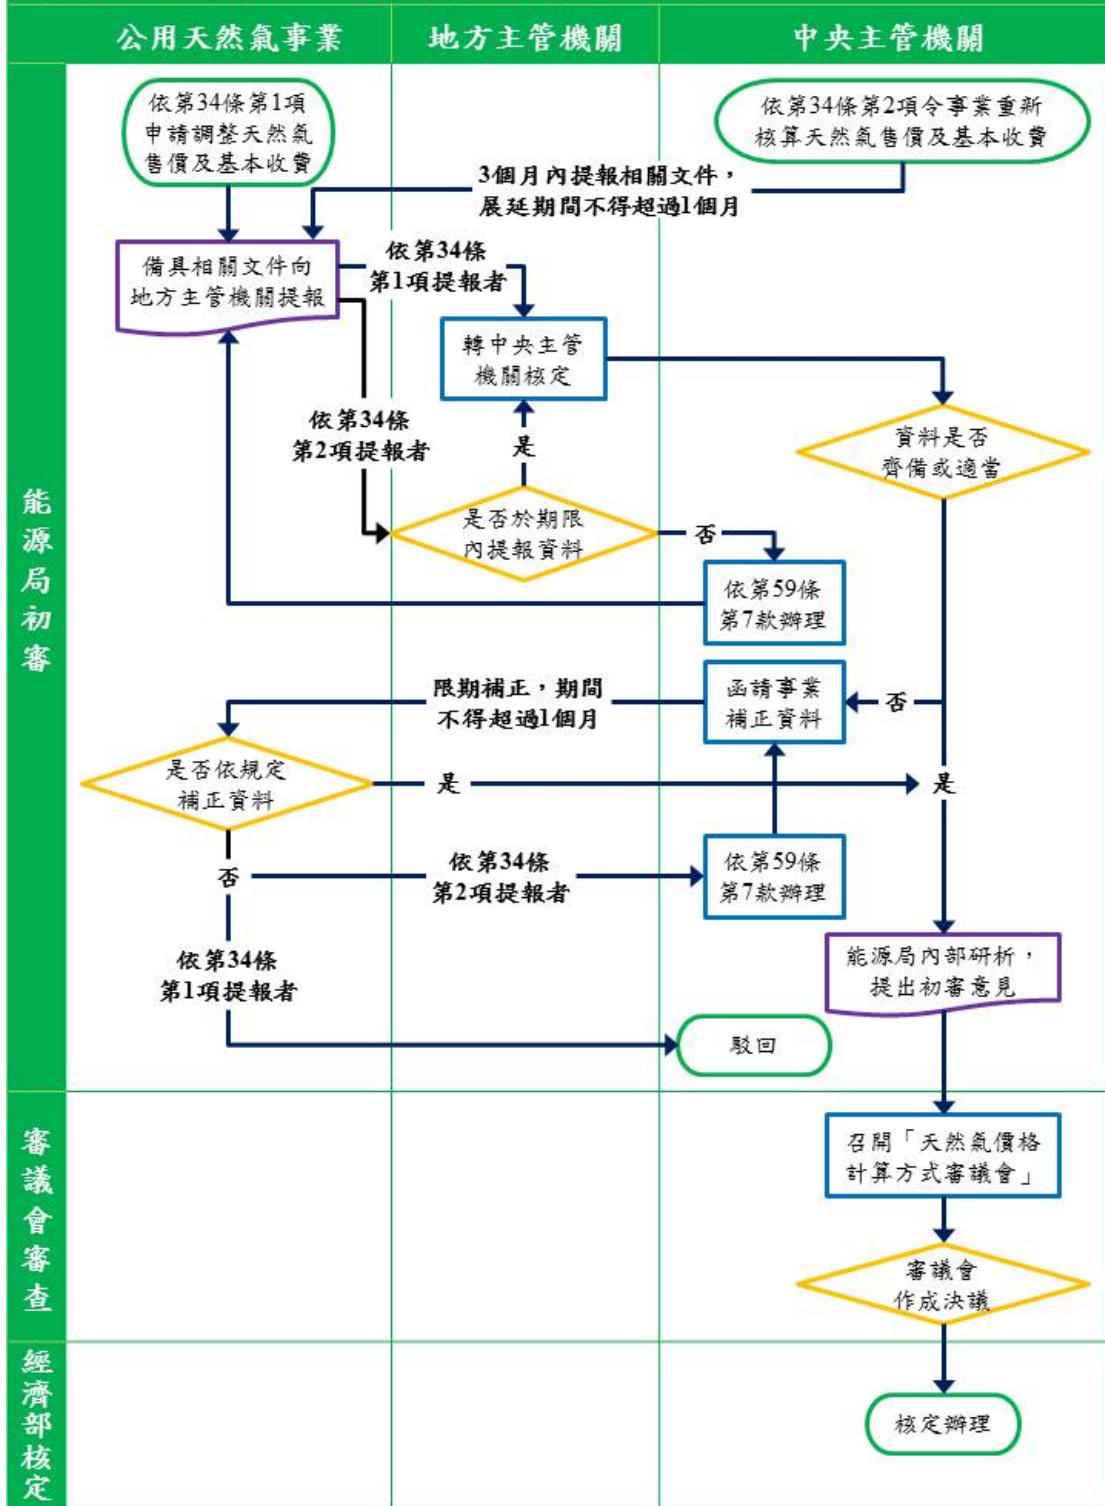 公用天然氣事業
地方主管機關
中央主管機關
能源局初審
依第34條第1項
申請調整天然氣
售價及基本收費
依第34條第2項令事業重新
核算天然氣售價及基本收費
3個月內提報相關文件，
展延期間不得超過1個月
備具相關文件向
地方主管機關提報
依第34條
第1項提報者
轉中央主管
機關核定
依第34條
第2項提報者
是
資料是否
齊備或適當
是否於期限
內提報資料
否
依第59條
第7款辦理
限期補正，期間
不得超過1個月
函請事業
補正資料
否
是否依規定
補正資料
是
是
否
依第34條
第2項提報者
依第59條
第7款辦理
依第34條
第1項提報者
能源局內部研析，
提出初審意見
駁回
審議會審查
召開「天然氣價格
計算方式審議會」
審議會
作成決議
經濟部核定
核定辦理